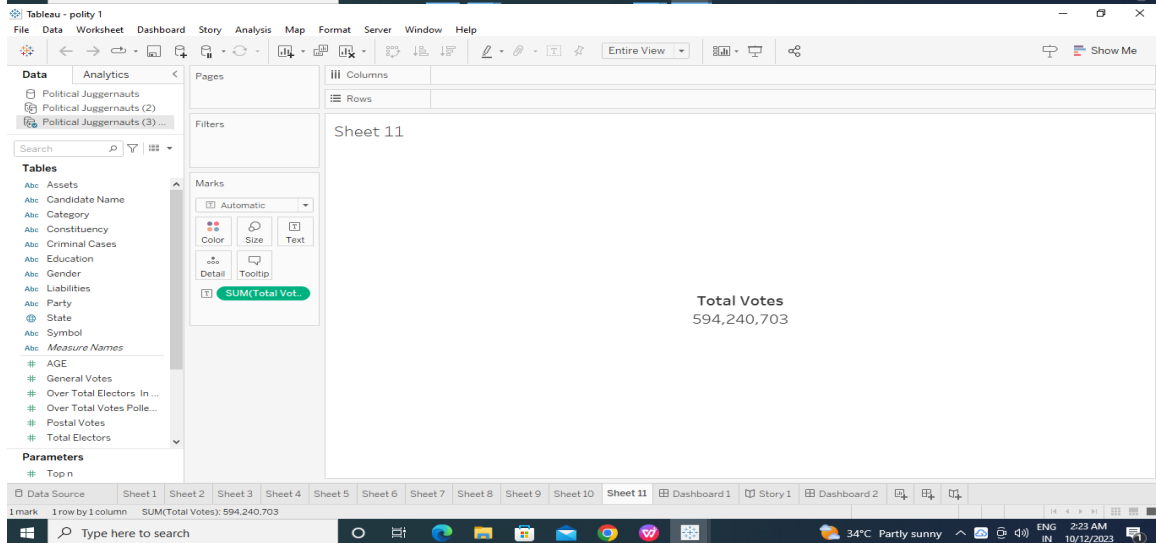 Tableau - polity 1
File Data Worksheet Dashboard Story Analysis Map Format Server Window Help
Entire View
Show Me
Data Analytics
Political Juggernauts
Political Juggernauts (2)
Political Juggernauts (3) ...
Search
Tables
Abc Assets
Abc Candidate Name
Abc Category
Abc Constituency
Abc Criminal Cases
Abc Education
Abc Gender
Abc Liabilities
Abc Party
State
Abc Symbol
Abc Measure Names
# AGE
# General Votes
# Over Total Electors In ...
# Over Total Votes Polle...
# Postal Votes
# Total Electors
Parameters
# Top n
Pages
Filters
Marks
Automatic
Color Size Text
Detail Tooltip
SUM(Total Vot..
Columns
Rows
Sheet 11
Total Votes
594,240,703
Data Source Sheet 1 Sheet 2 Sheet 3 Sheet 4 Sheet 5 Sheet 6 Sheet 7 Sheet 8 Sheet 9 Sheet 10 Sheet 11 Dashboard 1 Story 1 Dashboard 2
1 mark 1 row by 1 column SUM(Total Votes): 594,240,703
Type here to search
34°C Partly sunny
ENG
IN
2:23 AM
10/12/2023